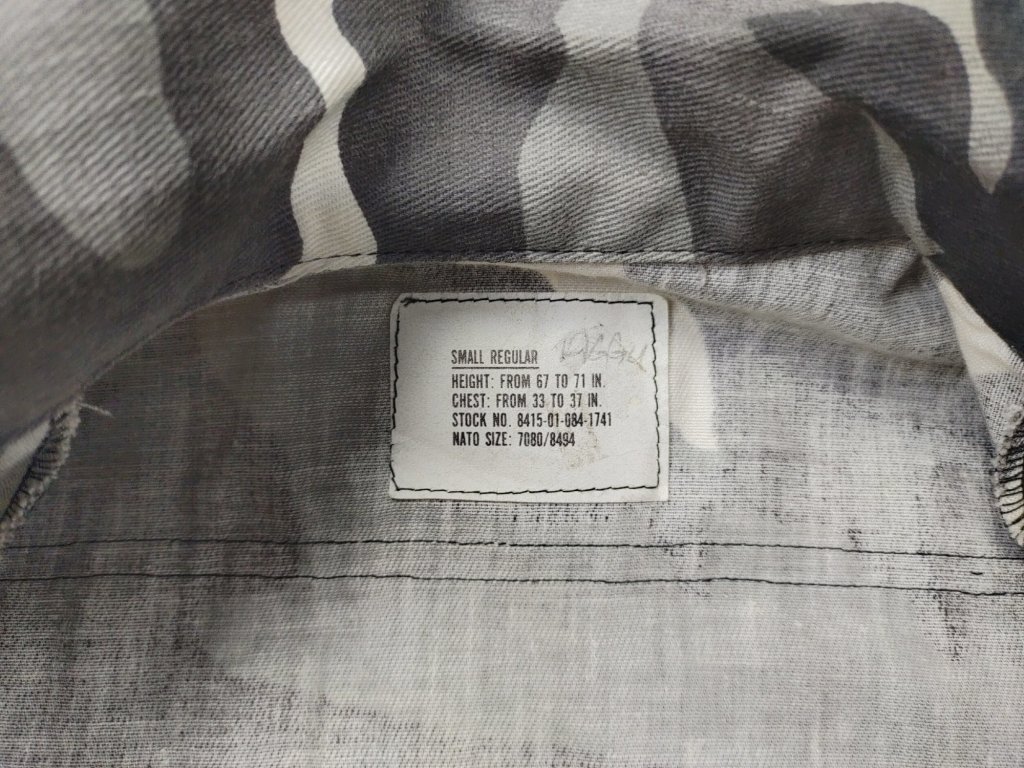 SMALL REGULAR
HEIGHT: FROM 67 TO 71 IN.
CHEST: FROM 33 TO 37 IN.
STOCK NO. 8415-01-084-1741
NATO SIZE: 7080/8494